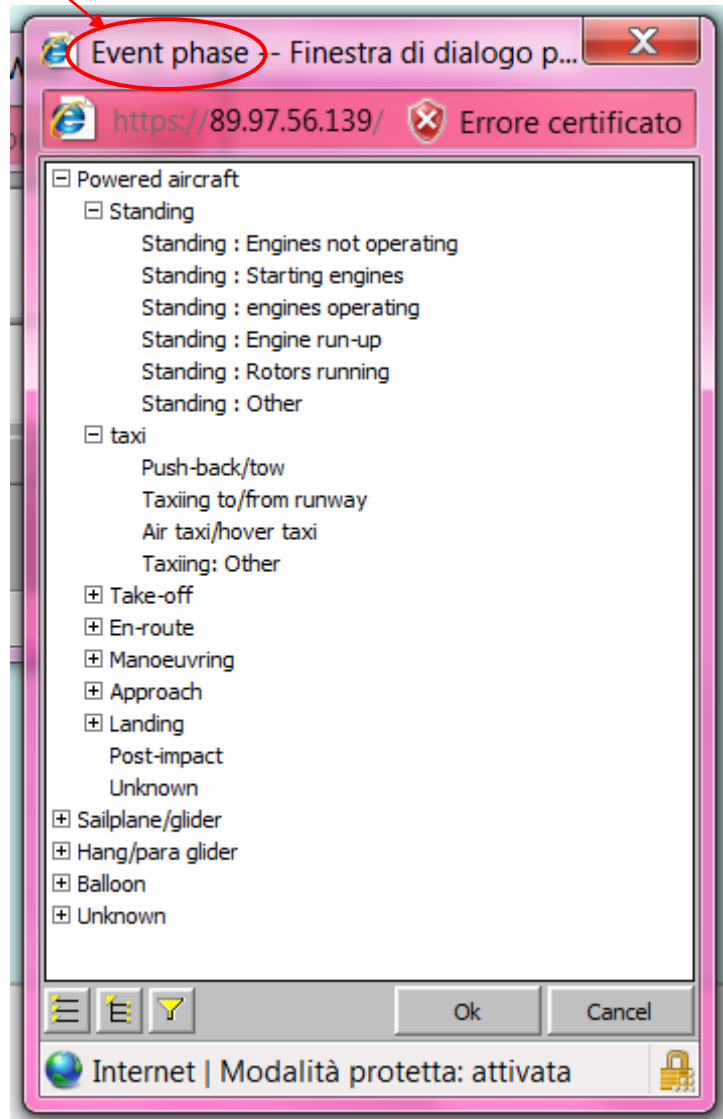 Event phase -- Finestra di dialogo p...
https://89.97.56.139/ Errore certificato
Powered aircraft
Standing
Standing : Engines not operating
Standing : Starting engines
Standing : engines operating
Standing : Engine run-up
Standing : Rotors running
Standing : Other
taxi
Push-back/tow
Taxiing to/from runway
Air taxi/hover taxi
Taxiing: Other
Take-off
En-route
Manoeuvring
Approach
Landing
Post-impact
Unknown
Sailplane/glider
Hang/para glider
Balloon
Unknown
Ok Cancel
Internet | Modalità protetta: attivata